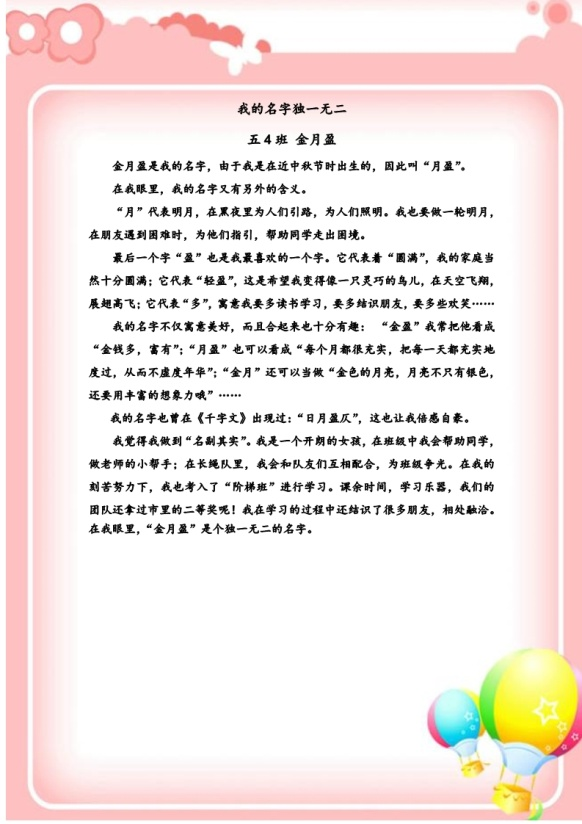 我的名字独一无二
五4班 金月盈
金月盈是我的名字，由于我是在近中秋节时出生的，因此叫“月盈”。
在我眼里，我的名字又有另外的含义。
“月”代表明月，在黑夜里为人们引路，为人们照明。我也要做一轮明月，
在朋友遇到困难时，为他们指引，帮助同学走出困境。
最后一个字“盈”也是我最喜欢的一个字。它代表着“圆满”，我的家庭当
然十分圆满；它代表“轻盈”，这是希望我变得像一只灵巧的鸟儿，在天空飞翔，
展翅高飞；它代表“多”，寓意我要多读书学习，要多结识朋友，要多些欢笑……
我的名字不仅寓意美好，而且合起来也十分有趣： “金盈”我常把他看成
“金钱多，富有”；“月盈”也可以看成“每个月都很充实，把每一天都充实地
度过，从而不虚度年华”；“金月”还可以当做“金色的月亮，月亮不只有银色，
还要用丰富的想象力哦”……
我的名字也曾在《千字文》出现过：“日月盈仄”，这也让我倍感自豪。
我觉得我做到“名副其实”。我是一个开朗的女孩，在班级中我会帮助同学，
做老师的小帮手；在长绳队里，我会和队友们互相配合，为班级争光。在我的
刻苦努力下，我也考入了“阶梯班”进行学习。课余时间，学习乐器，我们的
团队还拿过市里的二等奖呢！我在学习的过程中还结识了很多朋友，相处融洽。
在我眼里，“金月盈”是个独一无二的名字。